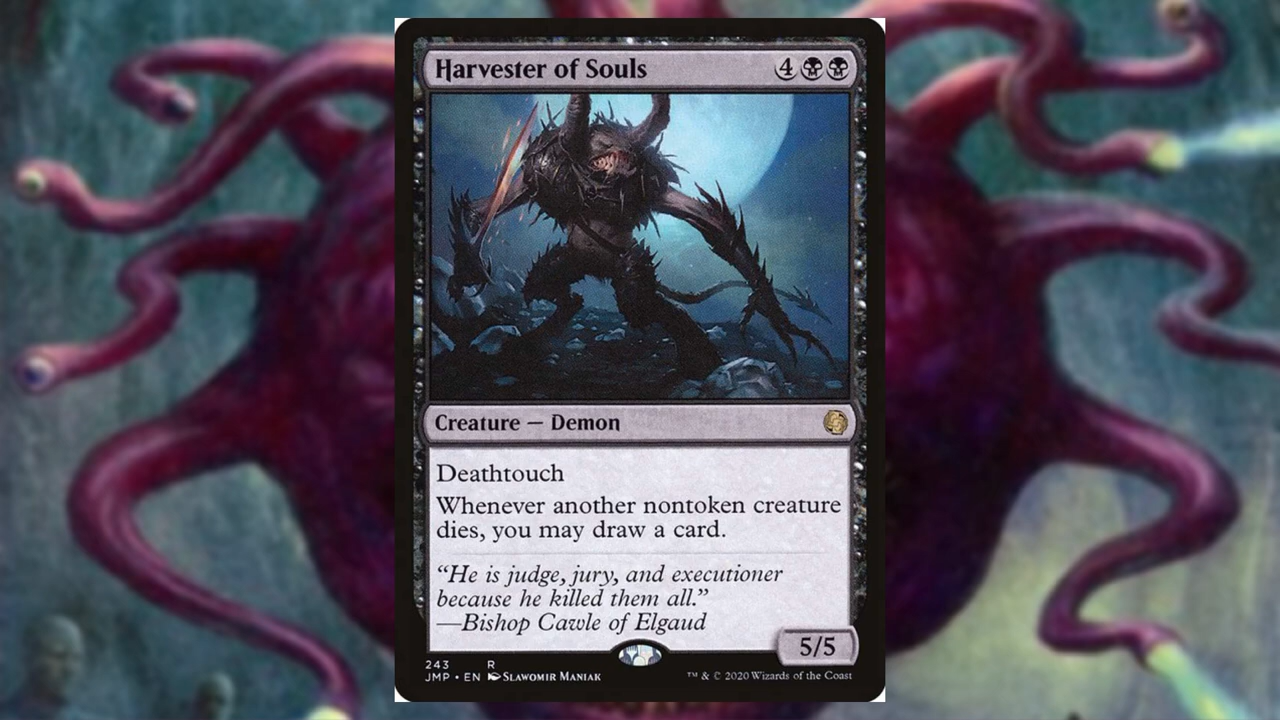 Harvester of Souls 4
Creature — Demon
Deathtouch
Whenever another nontoken creature
dies, you may draw a card.
“He is judge, jury, and executioner
because he killed them all.”
—Bishop Cawle of Elgaud
5/5
243 R
JMP • EN Slawomir Maniak
™ & © 2020 Wizards of the Coast